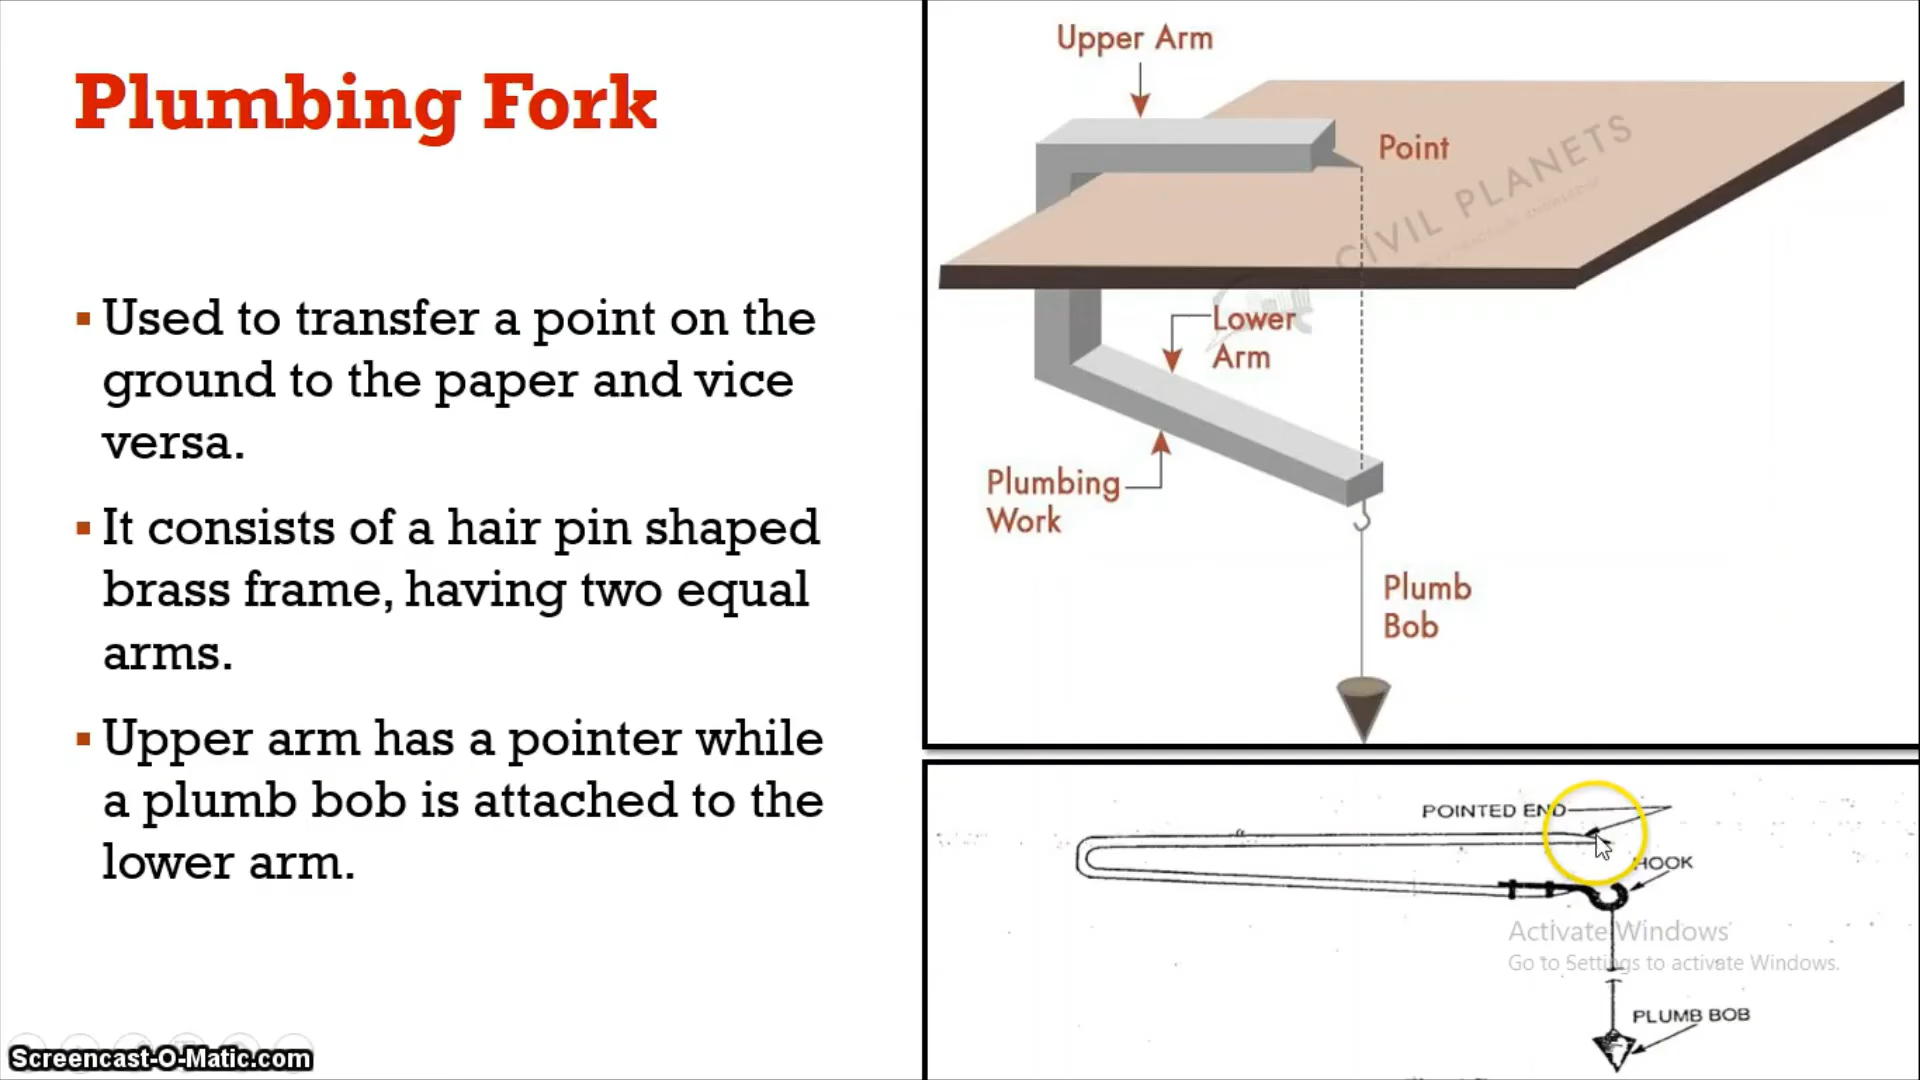 Plumbing Fork
▪ Used to transfer a point on the
ground to the paper and vice
versa.
▪ It consists of a hair pin shaped
brass frame, having two equal
arms.
▪ Upper arm has a pointer while
a plumb bob is attached to the
lower arm.
Upper Arm
Point
CIVIL PLANETS
Lower
Arm
Plumbing
Work
Plumb
Bob
POINTED END
HOOK
PLUMB BOB
Activate Windows
Go to Settings to activate Windows.
Screencast-O-Matic.com